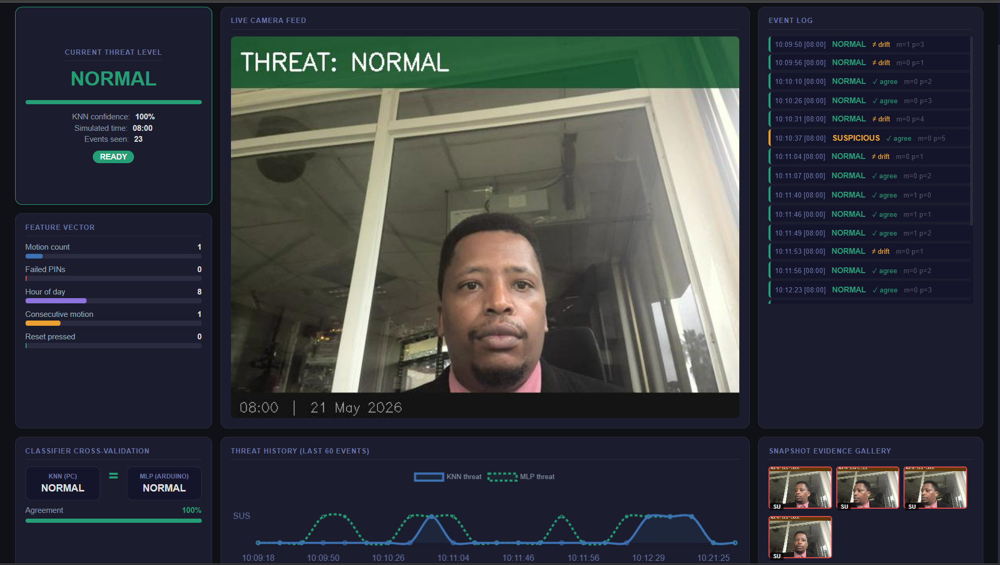 CURRENT THREAT LEVEL
NORMAL
KNN confidence: 100%
Simulated time: 08:00
Events seen: 23
READY
FEATURE VECTOR
Motion count 1
Failed PINs 0
Hour of day 8
Consecutive motion 1
Reset pressed 0
CLASSIFIER CROSS-VALIDATION
KNN (PC)
NORMAL
=
MLP (ARDUINO)
NORMAL
Agreement 100%
LIVE CAMERA FEED
THREAT: NORMAL
08:00 | 21 May 2026
THREAT HISTORY (LAST 60 EVENTS)
KNN threat MLP threat
SUS
10:09:18 10:09:50 10:10:26 10:11:04 10:11:46 10:11:56 10:12:29 10:21:25
EVENT LOG
10:09:50 [08:00] NORMAL ≠ drift m=1 p=3
10:09:56 [08:00] NORMAL ≠ drift m=0 p=1
10:10:10 [08:00] NORMAL ✓ agree m=0 p=2
10:10:26 [08:00] NORMAL ✓ agree m=0 p=3
10:10:31 [08:00] NORMAL ≠ drift m=0 p=4
10:10:37 [08:00] SUSPICIOUS ✓ agree m=0 p=5
10:11:04 [08:00] NORMAL ≠ drift m=0 p=1
10:11:07 [08:00] NORMAL ✓ agree m=0 p=2
10:11:40 [08:00] NORMAL ✓ agree m=1 p=0
10:11:46 [08:00] NORMAL ✓ agree m=1 p=1
10:11:49 [08:00] NORMAL ✓ agree m=1 p=2
10:11:53 [08:00] NORMAL ≠ drift m=0 p=1
10:11:56 [08:00] NORMAL ✓ agree m=0 p=2
10:12:23 [08:00] NORMAL ✓ agree m=0 p=3
SNAPSHOT EVIDENCE GALLERY
SU SU SU
SU